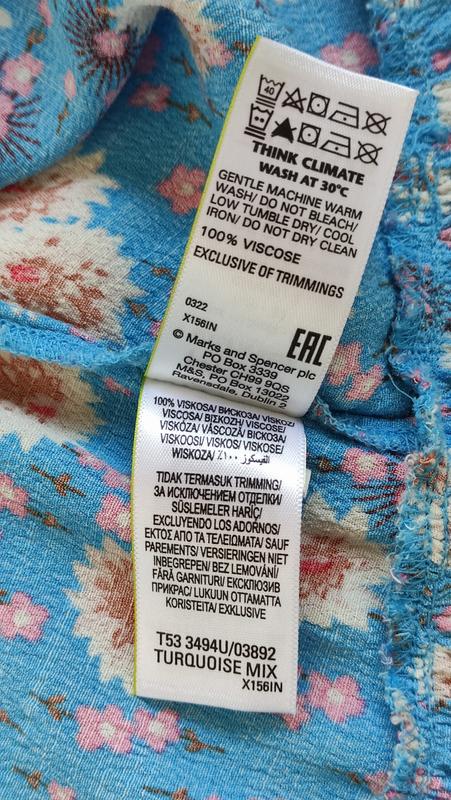 40
THINK CLIMATE
WASH AT 30°C
GENTLE MACHINE WARM
WASH/ DO NOT BLEACH/
LOW TUMBLE DRY/ COOL
IRON/ DO NOT DRY CLEAN
100% VISCOSE
EXCLUSIVE OF TRIMMINGS
0322
X156IN
EAC
© Marks and Spencer plc
PO Box 3339
Chester CH99 9QS
M&S, PO Box 13022
Ravensdale, Dublin 2
100% VISKOSA/ ВИСКОЗА/ VISKOZ/
VISCOSA/ ΒΙΣΚΟΖΗ/ VISCOSE/
VISKÓZA/ VÂSCOZĂ/ ВІСКОЗА/
VISKOOSI/ VISKOS/ VISKOSE/
WISKOZA/ الفيسكوز ٪١٠٠
TIDAK TERMASUK TRIMMING/
ЗА ИСКЛЮЧЕНИЕМ ОТДЕЛКИ/
SÜSLEMELER HARİÇ/
EXCLUYENDO LOS ADORNOS/
ΕΚΤΟΣ ΑΠΟ ΤΑ ΤΕΛΕΙΩΜΑΤΑ/ SAUF
PAREMENTS/ VERSIERINGEN NIET
INBEGREPEN/ BEZ LEMOVÁNÍ/
FĂRĂ GARNITURI/ ЕКСКЛЮЗИВ
ПРИКРАС/ LUKUUN OTTAMATTA
KORISTEITA/ EXKLUSIVE
T53 3494U/03892
TURQUOISE MIX
X156IN